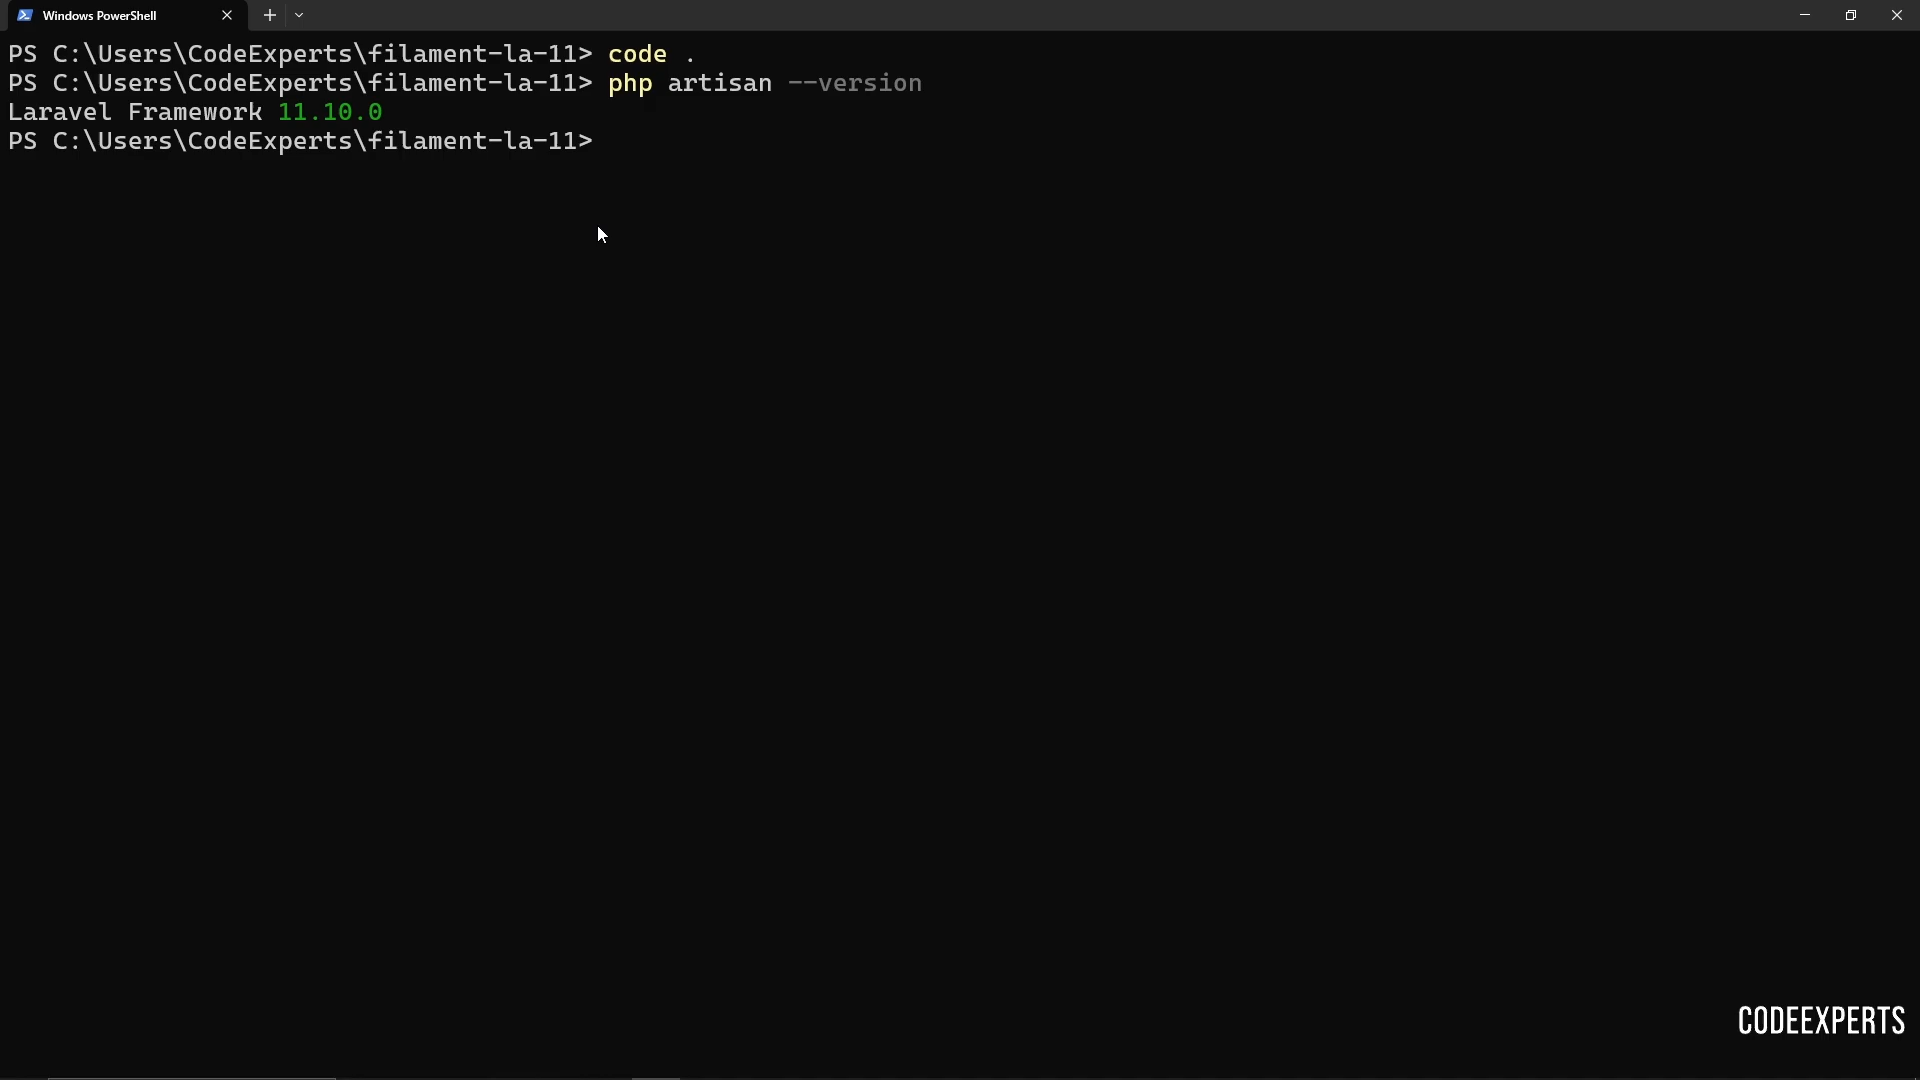 Windows PowerShell
PS C:\Users\CodeExperts\filament-la-11> code .
PS C:\Users\CodeExperts\filament-la-11> php artisan --version
Laravel Framework 11.10.0
PS C:\Users\CodeExperts\filament-la-11>
CODEEXPERTS